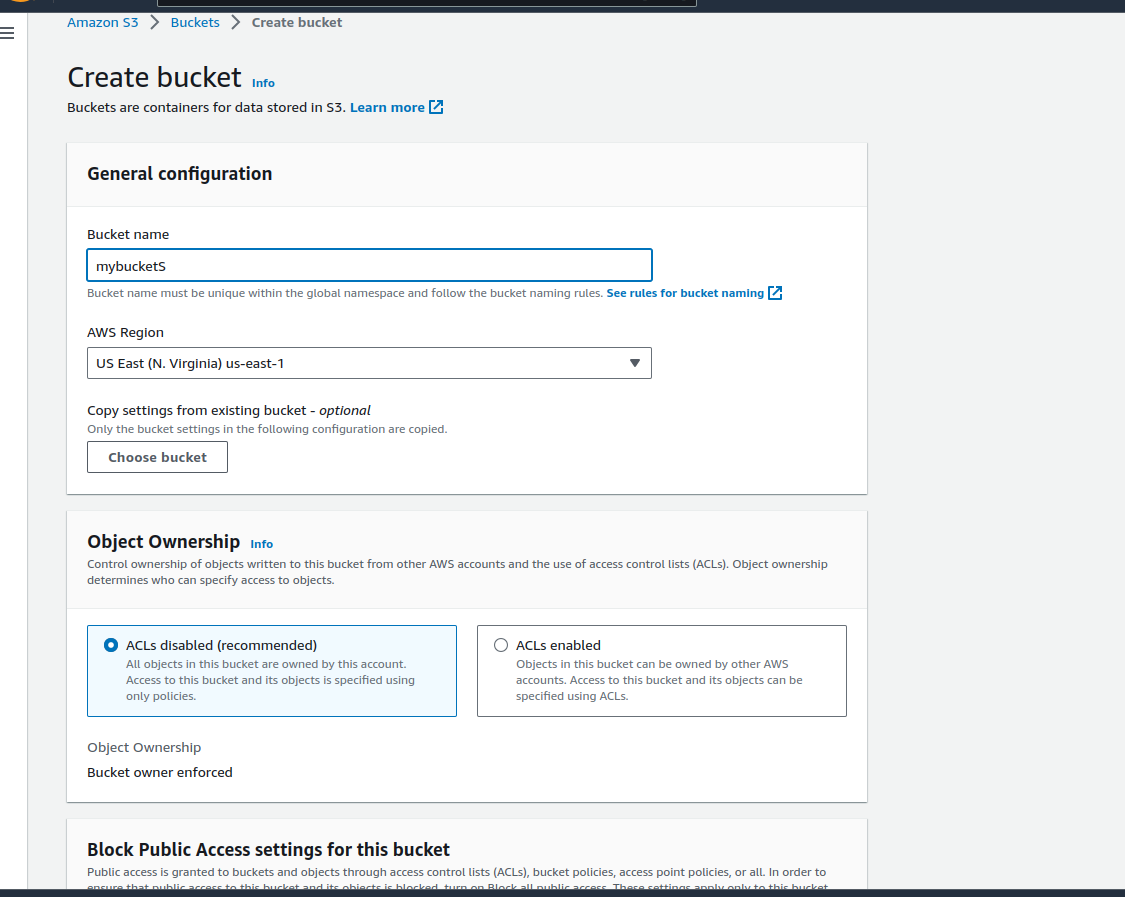 Amazon S3 > Buckets > Create bucket
Create bucket Info
Buckets are containers for data stored in S3. Learn more
General configuration
Bucket name
mybucketS
Bucket name must be unique within the global namespace and follow the bucket naming rules. See rules for bucket naming
AWS Region
US East (N. Virginia) us-east-1
Copy settings from existing bucket - optional
Only the bucket settings in the following configuration are copied.
Choose bucket
Object Ownership Info
Control ownership of objects written to this bucket from other AWS accounts and the use of access control lists (ACLs). Object ownership
determines who can specify access to objects.
ACLs disabled (recommended)
All objects in this bucket are owned by this account.
Access to this bucket and its objects is specified using
only policies.
ACLs enabled
Objects in this bucket can be owned by other AWS
accounts. Access to this bucket and its objects can be
specified using ACLs.
Object Ownership
Bucket owner enforced
Block Public Access settings for this bucket
Public access is granted to buckets and objects through access control lists (ACLs), bucket policies, access point policies, or all. In order to
ensure that public access to this bucket and its objects is blocked, turn on Block all public access. These settings apply only to this bucket